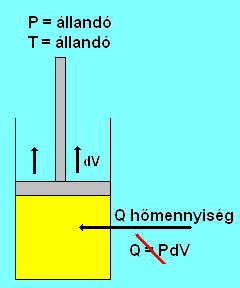 P = állandó
T = állandó
dV
Q hőmennyiség
Q = PdV